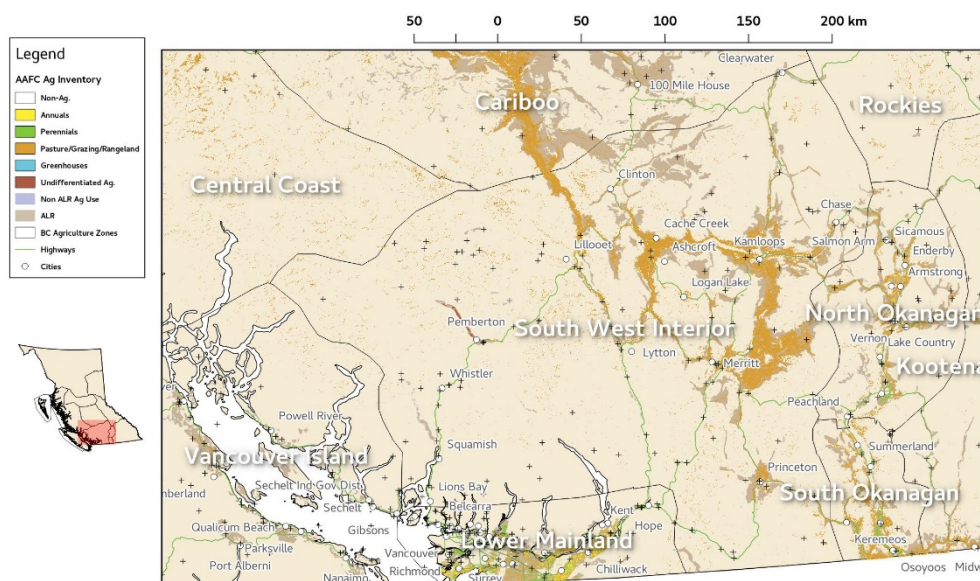 50 0 50 100 150 200 km
Legend
AAFC Ag Inventory
Non-Ag.
Annuals
Perennials
Pasture/Grazing/Rangeland
Greenhouses
Undifferentiated Ag.
Non ALR Ag Use
ALR
BC Agriculture Zones
Highways
Cities
Clearwater
100 Mile House
Cariboo
Rockies
Clinton
Central Coast
Chase
Cache Creek
Lillooet
Ashcroft
Kamloops
Salmon Arm
Sicamous
Enderby
Armstrong
Logan Lake
Pemberton
South West Interior
North Okanagan
Vernon
Lake Country
Lytton
Merritt
Kooten
Whistler
Peachland
Powell River
Squamish
Summerland
Vancouver Island
Princeton
Sechelt Ind Gov Dist
Lions Bay
South Okanagan
mberland
Sechelt
Belcarra
Kent
Qualicum Beach
Gibsons
Hope
Lower Mainland
Keremeos
Parksville
Vancouver
Port Alberni
Richmond
Chilliwack
Nanaimo
Surrey
Osoyoos
Midw